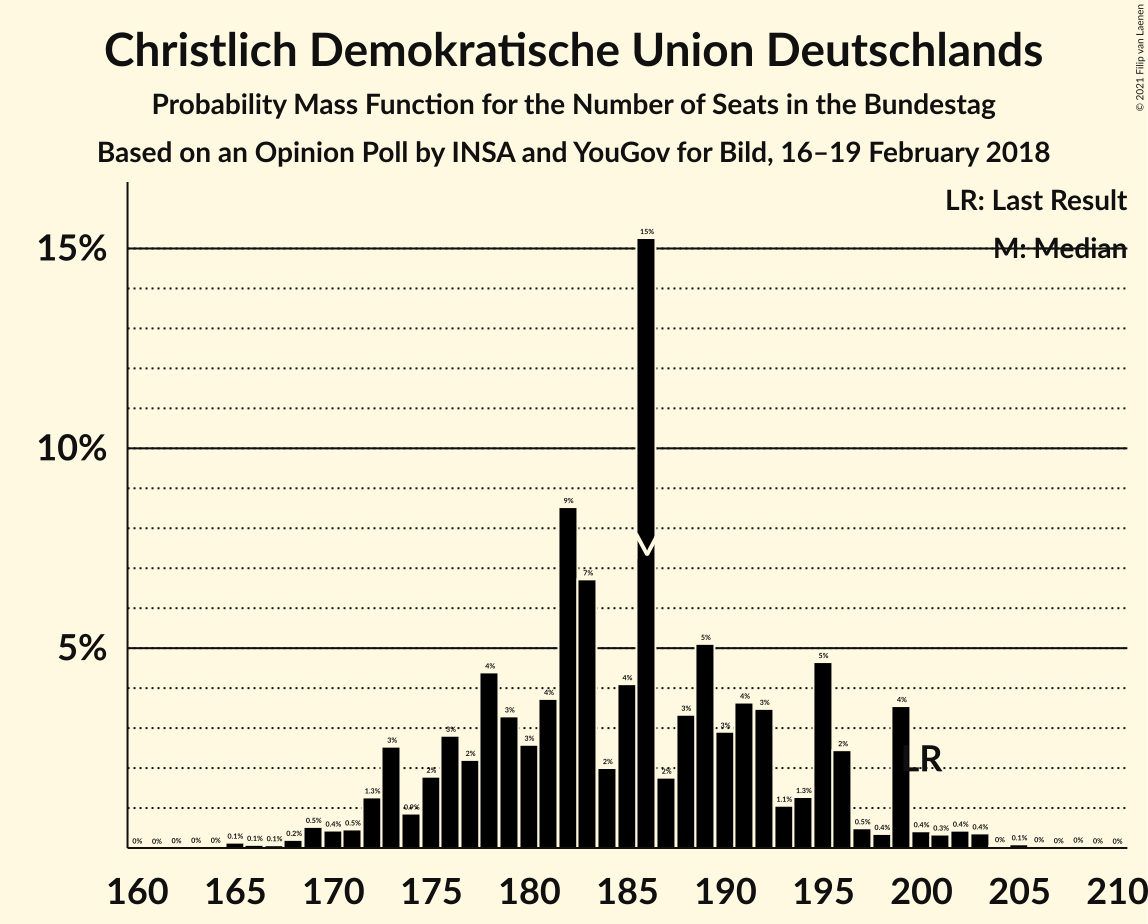 Christlich Demokratische Union Deutschlands
Probability Mass Function for the Number of Seats in the Bundestag
Based on an Opinion Poll by INSA and YouGov for Bild, 16–19 February 2018
© 2021 Filip van Laenen
LR: Last Result
M: Median
15%
10%
5%
0% 0% 0% 0% 0% 0.1% 0.1% 0.1% 0.2% 0.5% 0.4% 0.5% 1.3% 3% 0.9% 2% 3% 2% 4% 3% 3% 4% 9% 7% 2% 4% 15% 2% 3% 5% 3% 4% 3% 1.1% 1.3% 5% 2% 0.5% 0.4% 4% 0.4% 0.3% 0.4% 0.4% 0% 0.1% 0% 0% 0% 0% 0%
LR
160 165 170 175 180 185 190 195 200 205 210